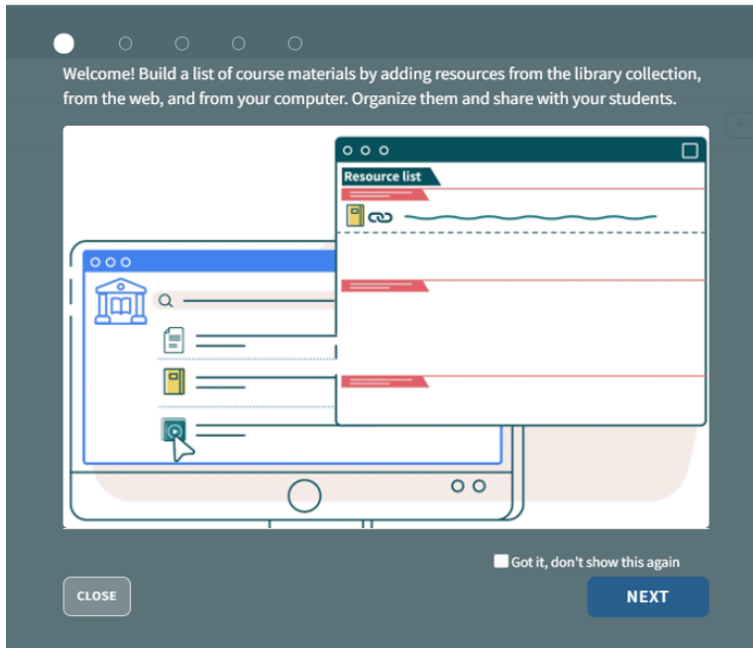 Welcome! Build a list of course materials by adding resources from the library collection,
from the web, and from your computer. Organize them and share with your students.
Resource list
Got it, don't show this again
CLOSE
NEXT